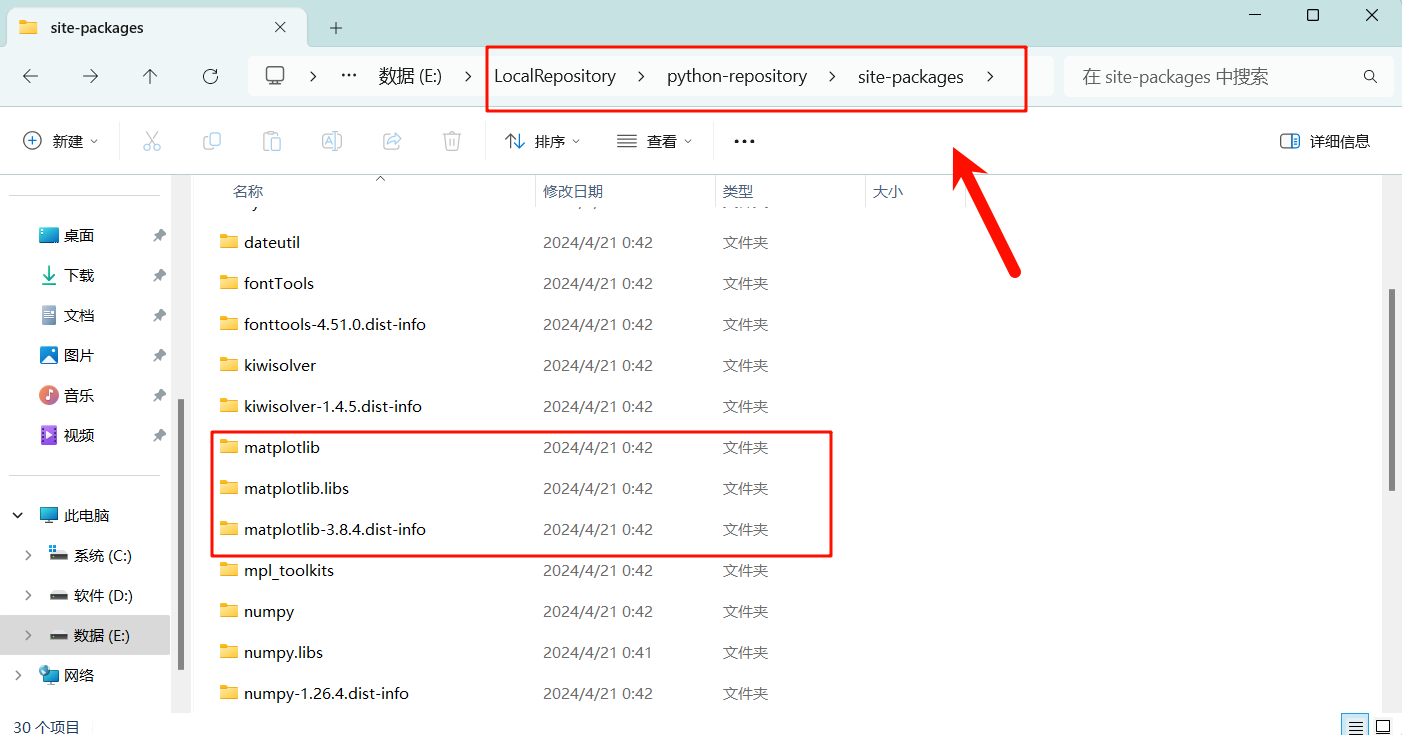 site-packages
数据 (E:) LocalRepository python-repository site-packages 在 site-packages 中搜索
新建 排序 查看 详细信息
名称 修改日期 类型 大小
dateutil 2024/4/21 0:42 文件夹
fontTools 2024/4/21 0:42 文件夹
fonttools-4.51.0.dist-info 2024/4/21 0:42 文件夹
kiwisolver 2024/4/21 0:42 文件夹
kiwisolver-1.4.5.dist-info 2024/4/21 0:42 文件夹
matplotlib 2024/4/21 0:42 文件夹
matplotlib.libs 2024/4/21 0:42 文件夹
matplotlib-3.8.4.dist-info 2024/4/21 0:42 文件夹
mpl_toolkits 2024/4/21 0:42 文件夹
numpy 2024/4/21 0:42 文件夹
numpy.libs 2024/4/21 0:41 文件夹
numpy-1.26.4.dist-info 2024/4/21 0:42 文件夹
桌面
下载
文档
图片
音乐
视频
此电脑
系统 (C:)
软件 (D:)
数据 (E:)
网络
30 个项目